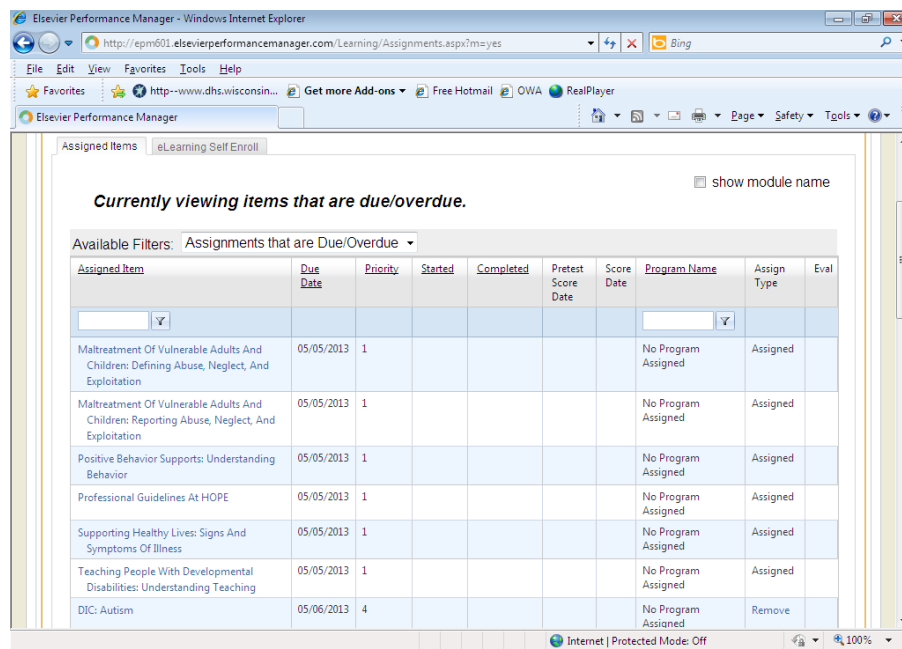 Elsevier Performance Manager - Windows Internet Explorer
http://epm601.elsevierperformancemanager.com/Learning/Assignments.aspx?m=yes
Bing
File Edit View Favorites Tools Help
Favorites http--www.dhs.wisconsin... Get more Add-ons Free Hotmail OWA RealPlayer
Elsevier Performance Manager Page Safety Tools
Assigned Items eLearning Self Enroll
show module name
Currently viewing items that are due/overdue.
Available Filters: Assignments that are Due/Overdue
Assigned Item Due Priority Started Completed Pretest Score Program Name Assign Eval
Date Score Date Type
Date
Maltreatment Of Vulnerable Adults And 05/05/2013 1 No Program Assigned
Children: Defining Abuse, Neglect, And Assigned
Exploitation
Maltreatment Of Vulnerable Adults And 05/05/2013 1 No Program Assigned
Children: Reporting Abuse, Neglect, And Assigned
Exploitation
Positive Behavior Supports: Understanding 05/05/2013 1 No Program Assigned
Behavior Assigned
Professional Guidelines At HOPE 05/05/2013 1 No Program Assigned
Assigned
Supporting Healthy Lives: Signs And 05/05/2013 1 No Program Assigned
Symptoms Of Illness Assigned
Teaching People With Developmental 05/05/2013 1 No Program Assigned
Disabilities: Understanding Teaching Assigned
DIC: Autism 05/06/2013 4 No Program Remove
Assigned
Internet | Protected Mode: Off 100%